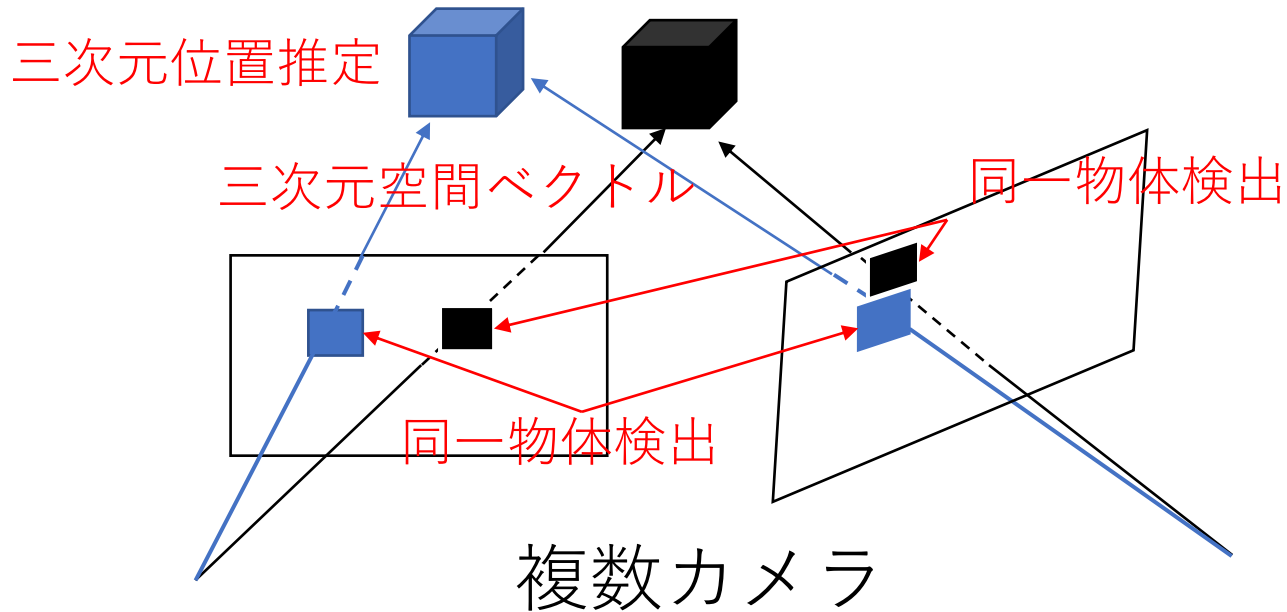 三次元位置推定
三次元空間ベクトル
同一物体検出
同一物体検出
複数カメラ